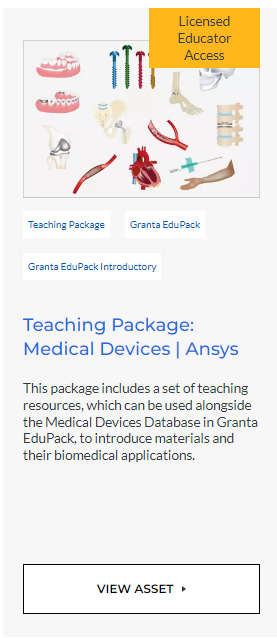 Licensed
Educator
Access
Teaching Package
Granta EduPack
Granta EduPack Introductory
Teaching Package:
Medical Devices | Ansys
This package includes a set of teaching
resources, which can be used alongside
the Medical Devices Database in Granta
EduPack, to introduce materials and
their biomedical applications.
VIEW ASSET